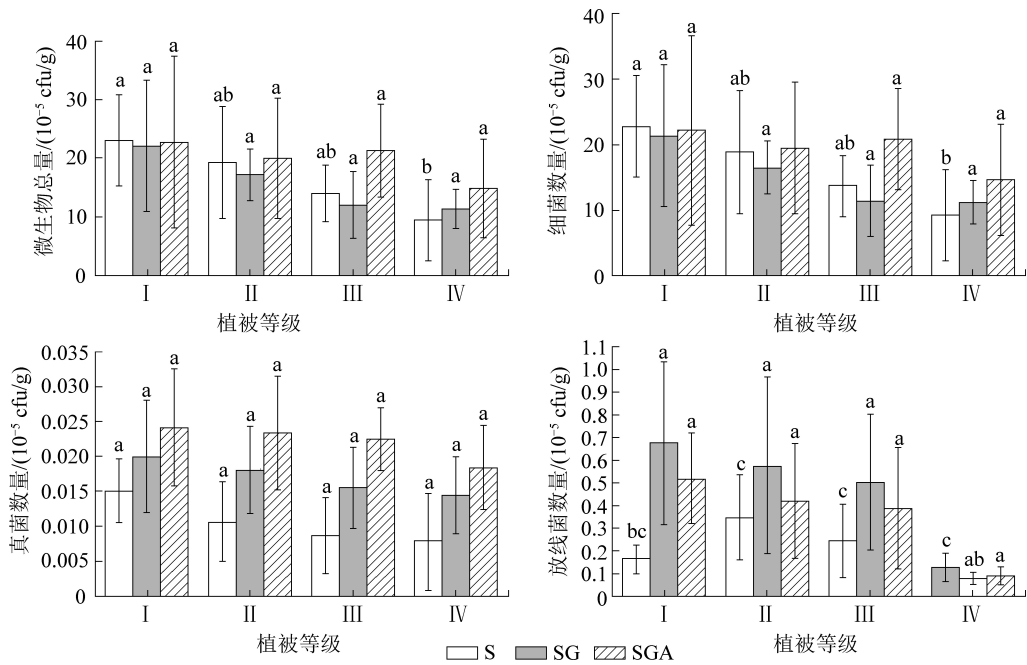 微生物总量/(10⁻⁵ cfu/g)
40
30
20
10
0
a a a
ab a a
ab a a
b a a
I II III IV
植被等级
细菌数量/(10⁻⁵ cfu/g)
40
30
20
10
0
a a a
ab a
ab a a
b a a
I II III IV
植被等级
真菌数量/(10⁻⁵ cfu/g)
0.035
0.030
0.025
0.020
0.015
0.010
0.005
0
a a a
a a a
a a a
a a a
I II III IV
植被等级
放线菌数量/(10⁻⁵ cfu/g)
1.1
1.0
0.9
0.8
0.7
0.6
0.5
0.4
0.3
0.2
0.1
0
bc a a
c a a
c a a
c ab a
I II III IV
植被等级
S SG SGA